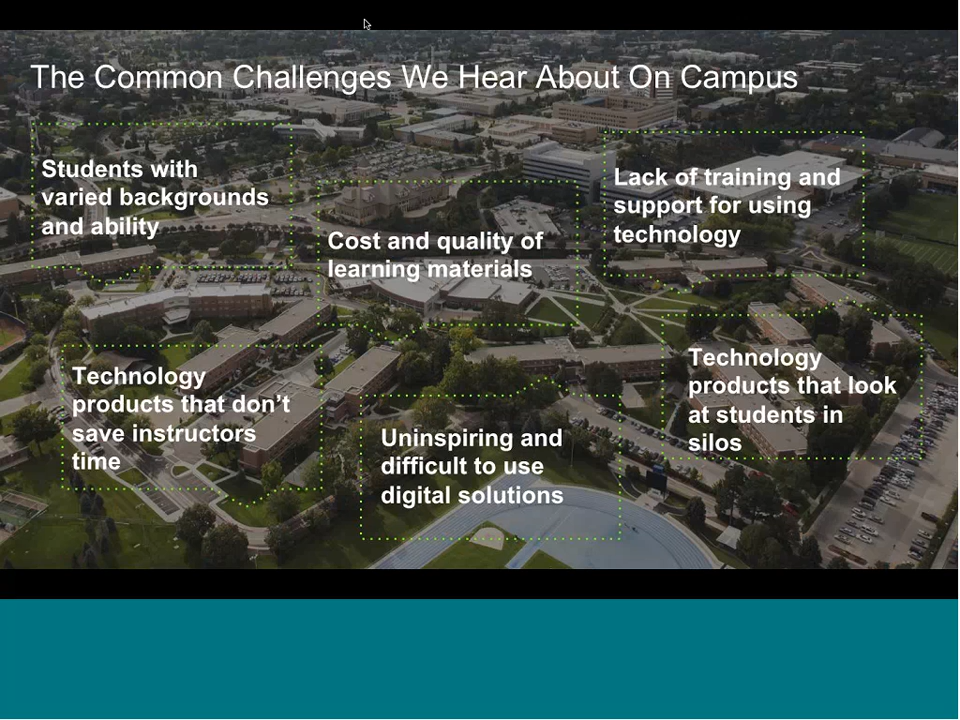 The Common Challenges We Hear About On Campus
Students with
varied backgrounds
and ability
Cost and quality of
learning materials
Lack of training and
support for using
technology
Technology
products that don’t
save instructors
time
Uninspiring and
difficult to use
digital solutions
Technology
products that look
at students in
silos